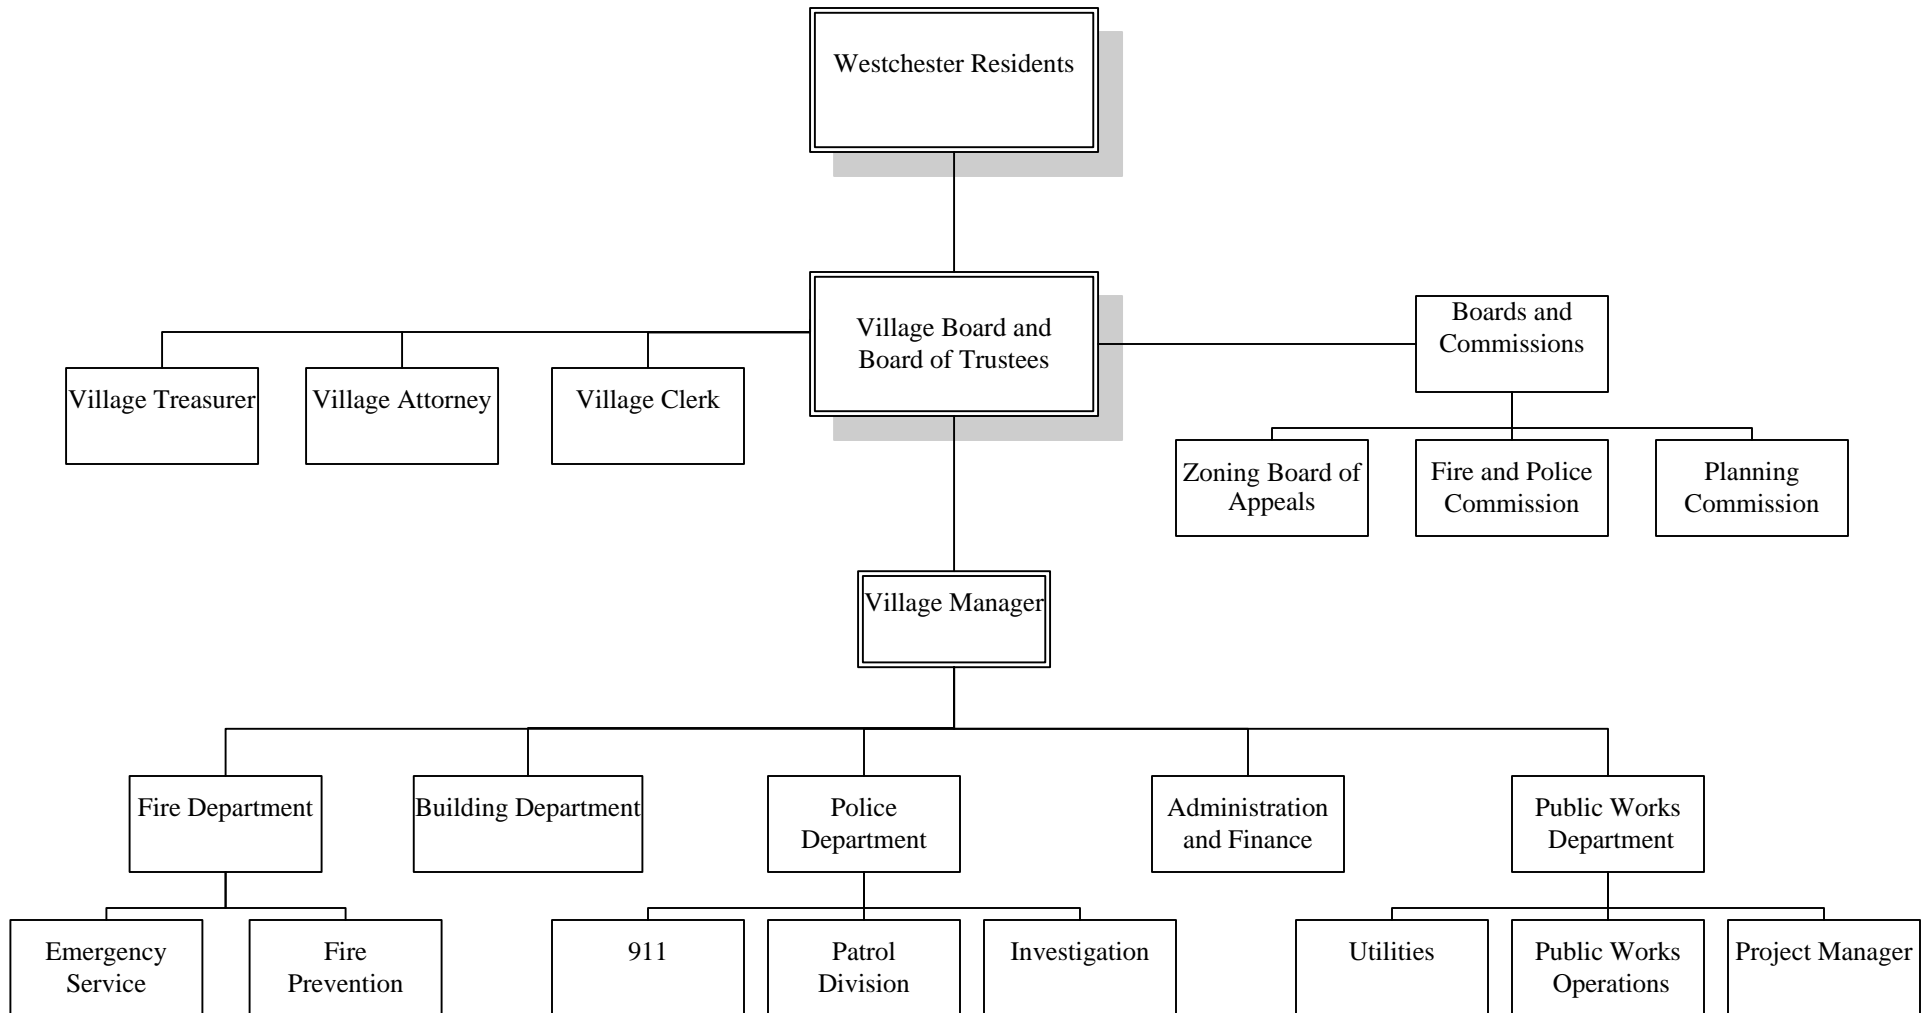 Westchester Residents
Village Board and
Board of Trustees
Boards and
Commissions
Village Treasurer
Village Attorney
Village Clerk
Zoning Board of
Appeals
Fire and Police
Commission
Planning
Commission
Village Manager
Fire Department
Building Department
Police
Department
Administration
and Finance
Public Works
Department
Emergency
Service
Fire
Prevention
911
Patrol
Division
Investigation
Utilities
Public Works
Operations
Project Manager